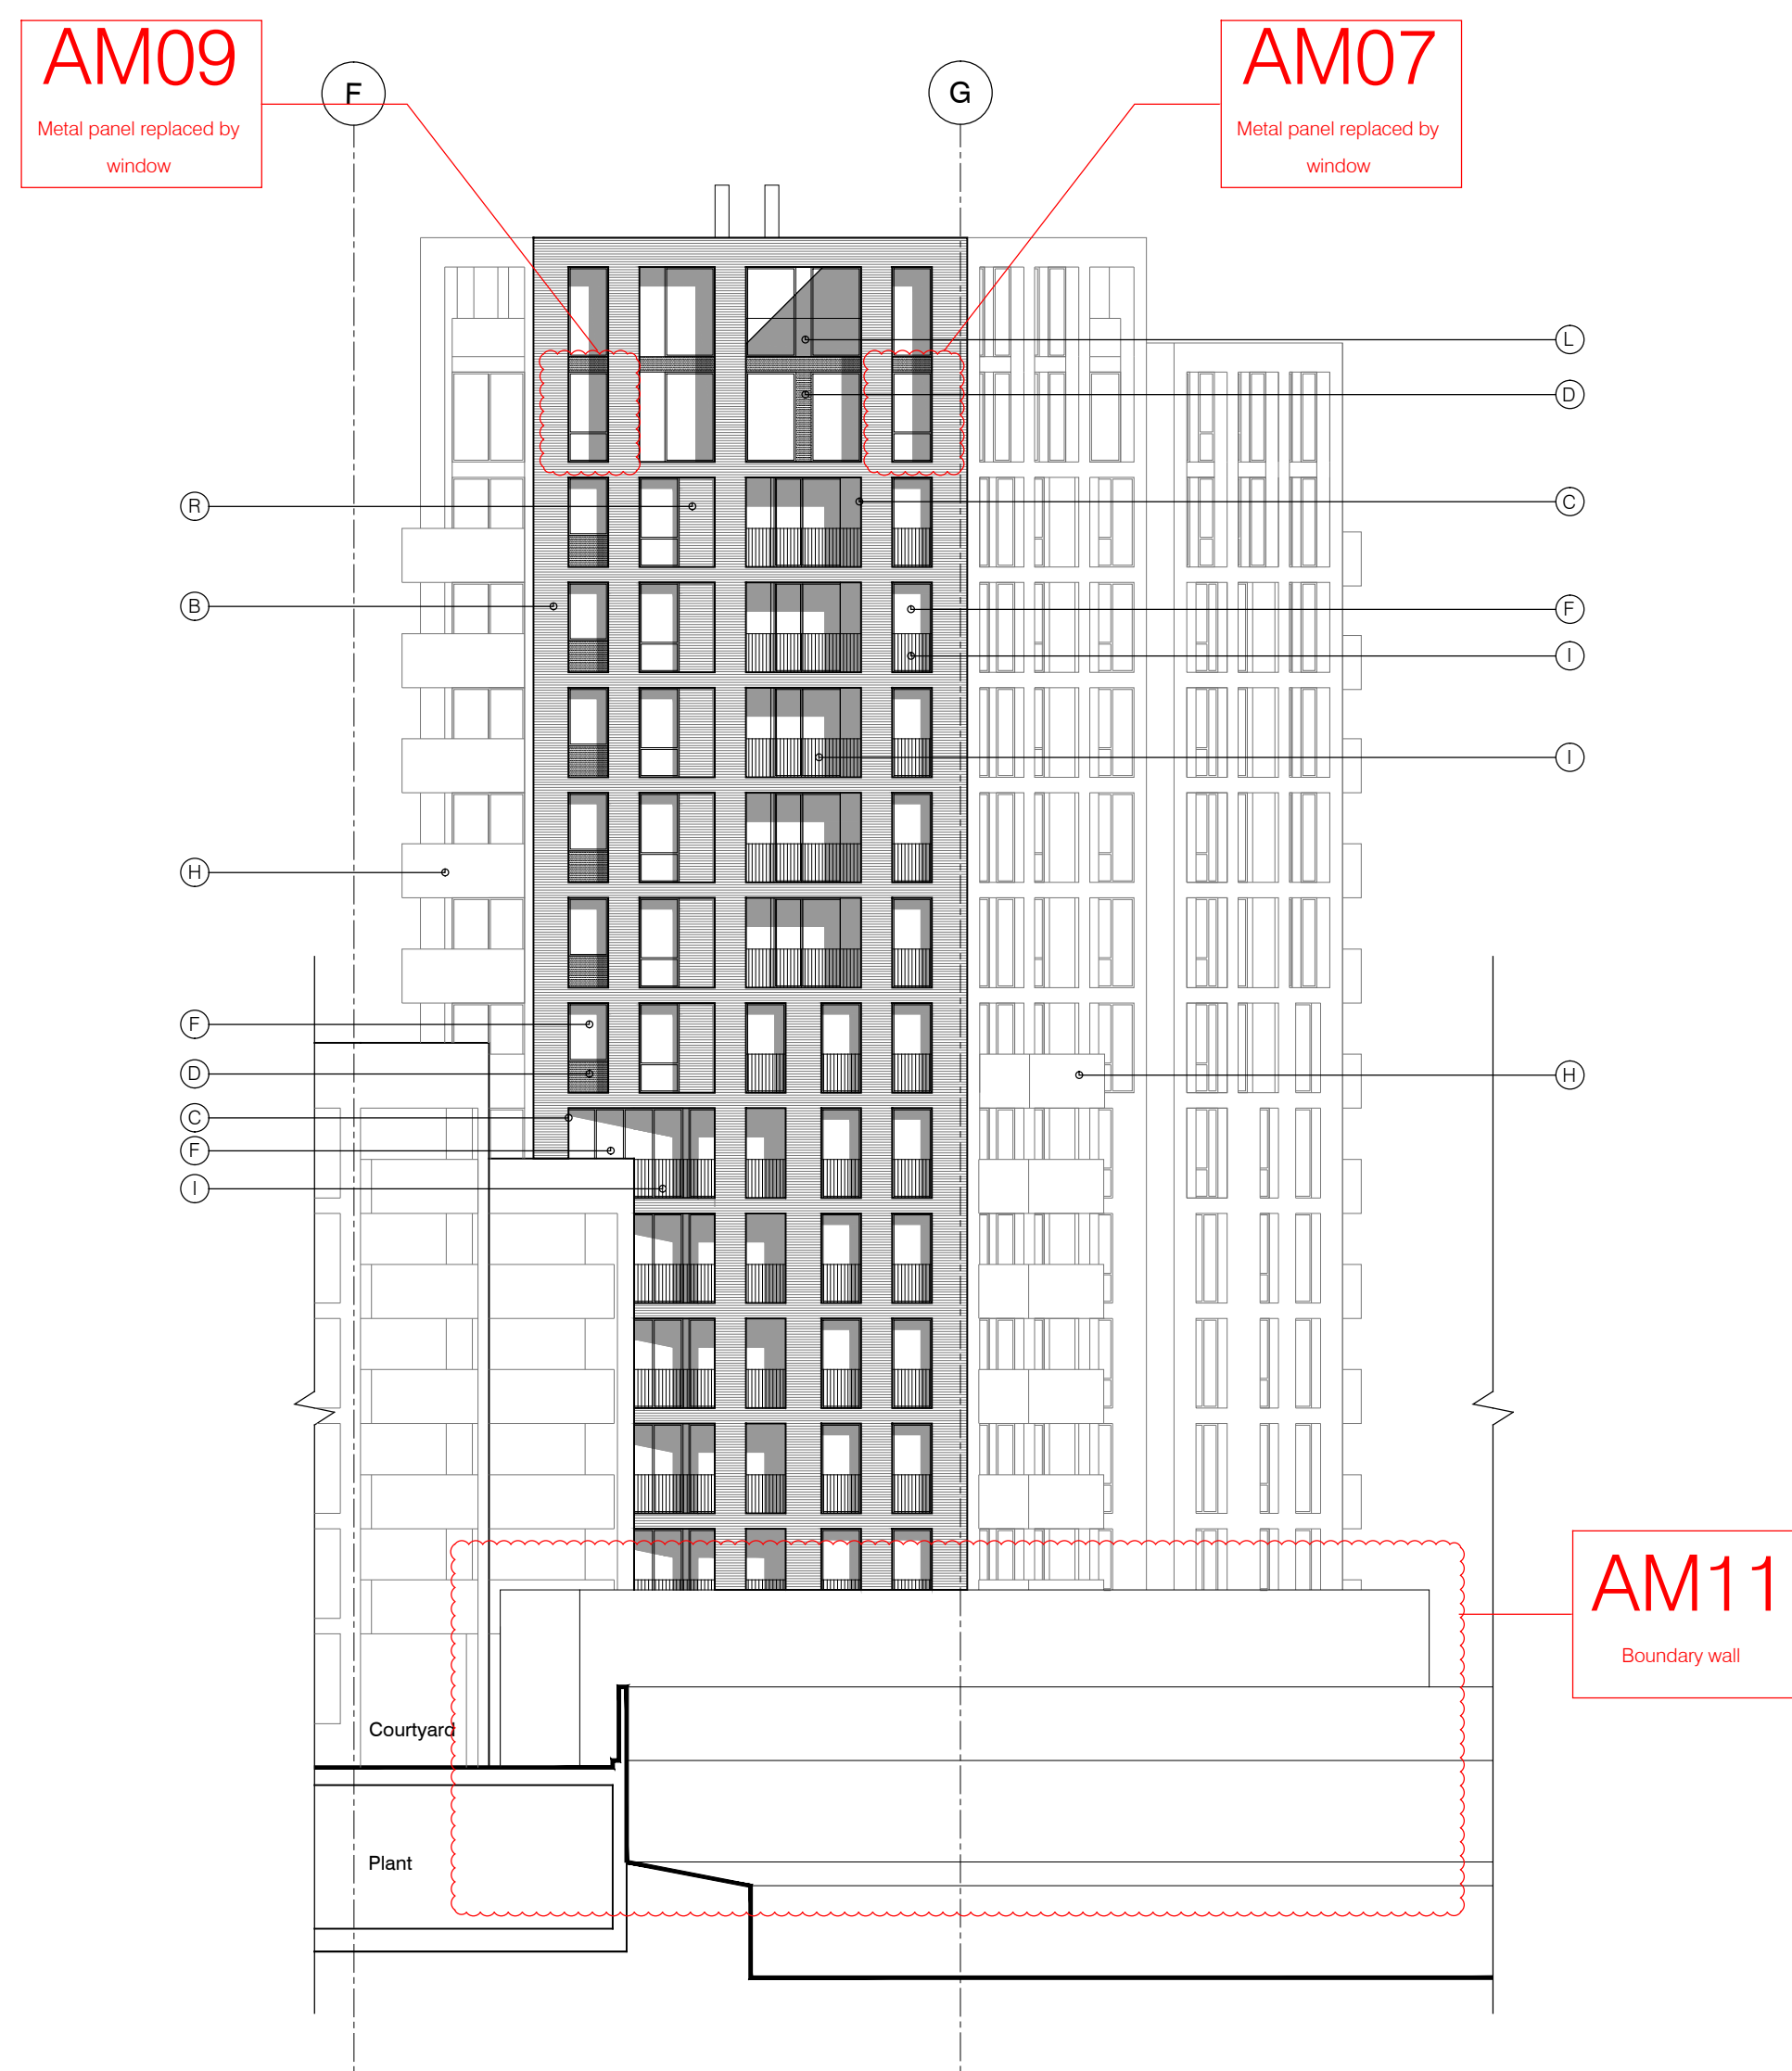 AM09
Metal panel replaced by
window
F
G
AM07
Metal panel replaced by
window
L
D
C
R
B
F
I
I
H
F
D
H
C
F
I
AM11
Boundary wall
Courtyard
Plant